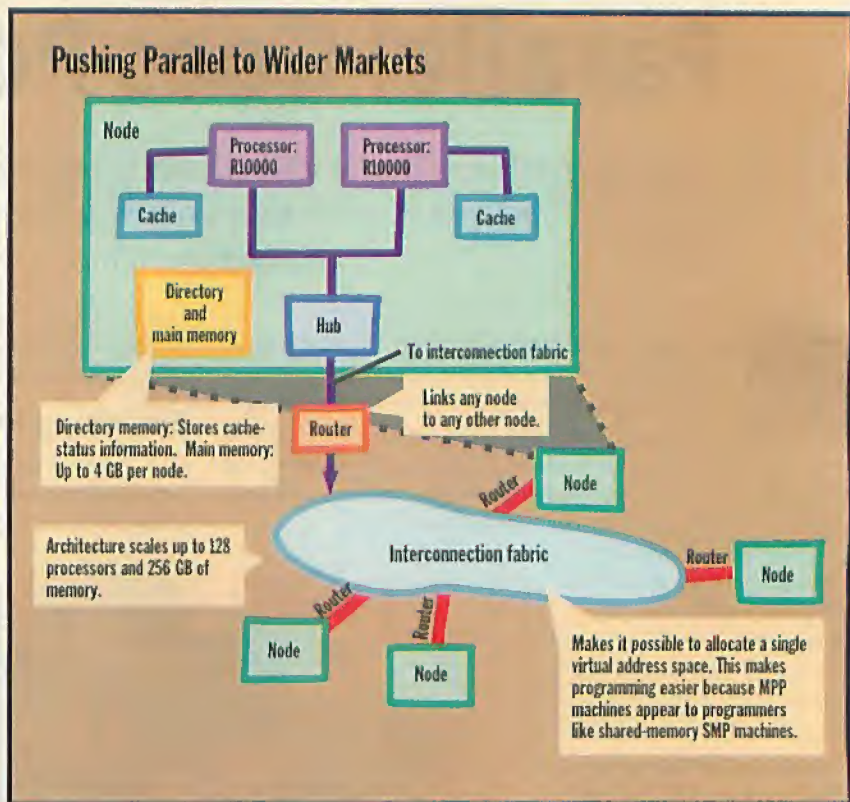 Pushing Parallel to Wider Markets
Node
Processor:
R10000
Processor:
R10000
Cache
Cache
Directory
and
main memory
Hub
To interconnection fabric
Links any node
to any other node.
Directory memory: Stores cache-
status information. Main memory:
Up to 4 GB per node.
Router
Router
Node
Architecture scales up to 128
processors and 256 GB of
memory.
Interconnection fabric
Router
Node
Router
Node
Router
Node
Makes it possible to allocate a single
virtual address space. This makes
programming easier because MPP
machines appear to programmers
like shared-memory SMP machines.